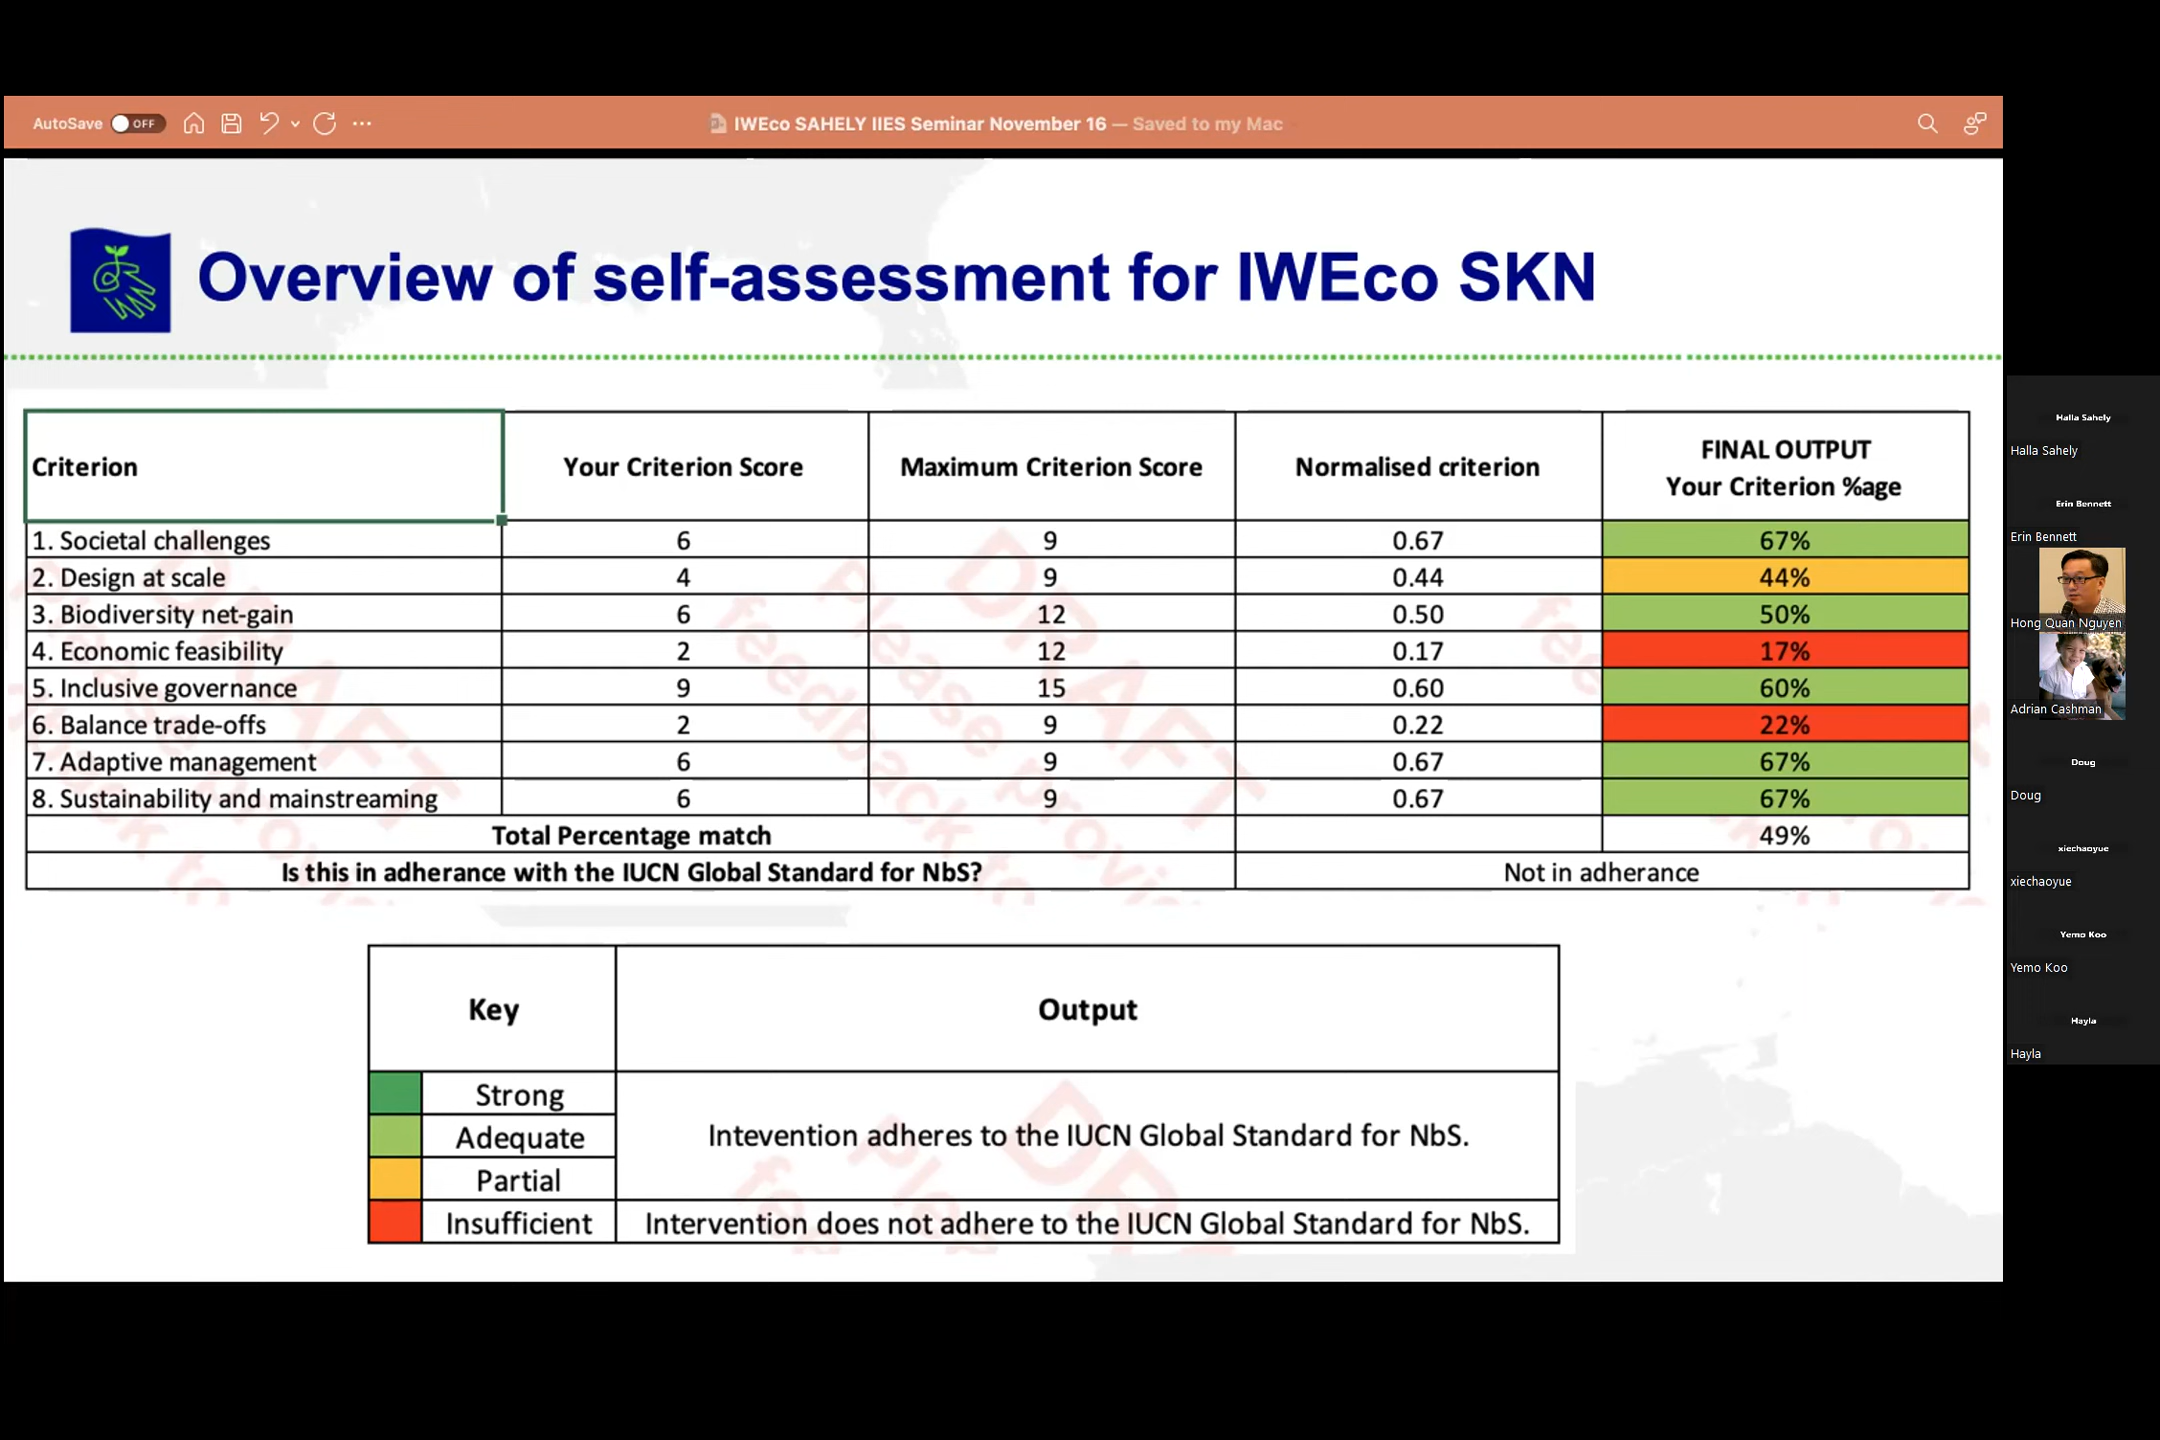 AutoSave OFF
IWEco SAHELY IIES Seminar November 16 — Saved to my Mac
Overview of self-assessment for IWEco SKN
Criterion Your Criterion Score Maximum Criterion Score Normalised criterion FINAL OUTPUT
Your Criterion %age
1. Societal challenges 6 9 0.67 67%
2. Design at scale 4 9 0.44 44%
3. Biodiversity net-gain 6 12 0.50 50%
4. Economic feasibility 2 12 0.17 17%
5. Inclusive governance 9 15 0.60 60%
6. Balance trade-offs 2 9 0.22 22%
7. Adaptive management 6 9 0.67 67%
8. Sustainability and mainstreaming 6 9 0.67 67%
Total Percentage match 49%
Is this in adherance with the IUCN Global Standard for NbS? Not in adherance
DRAFT
Please provi
feedback to
Key Output
Strong
Adequate
Partial
Intevention adheres to the IUCN Global Standard for NbS.
Insufficient Intervention does not adhere to the IUCN Global Standard for NbS.
Halla Sahely
Halla Sahely
Erin Bennett
Erin Bennett
Hong Quan Nguyen
Adrian Cashman
Doug
Doug
xiechaoyue
xiechaoyue
Yemo Koo
Yemo Koo
Hayla
Hayla